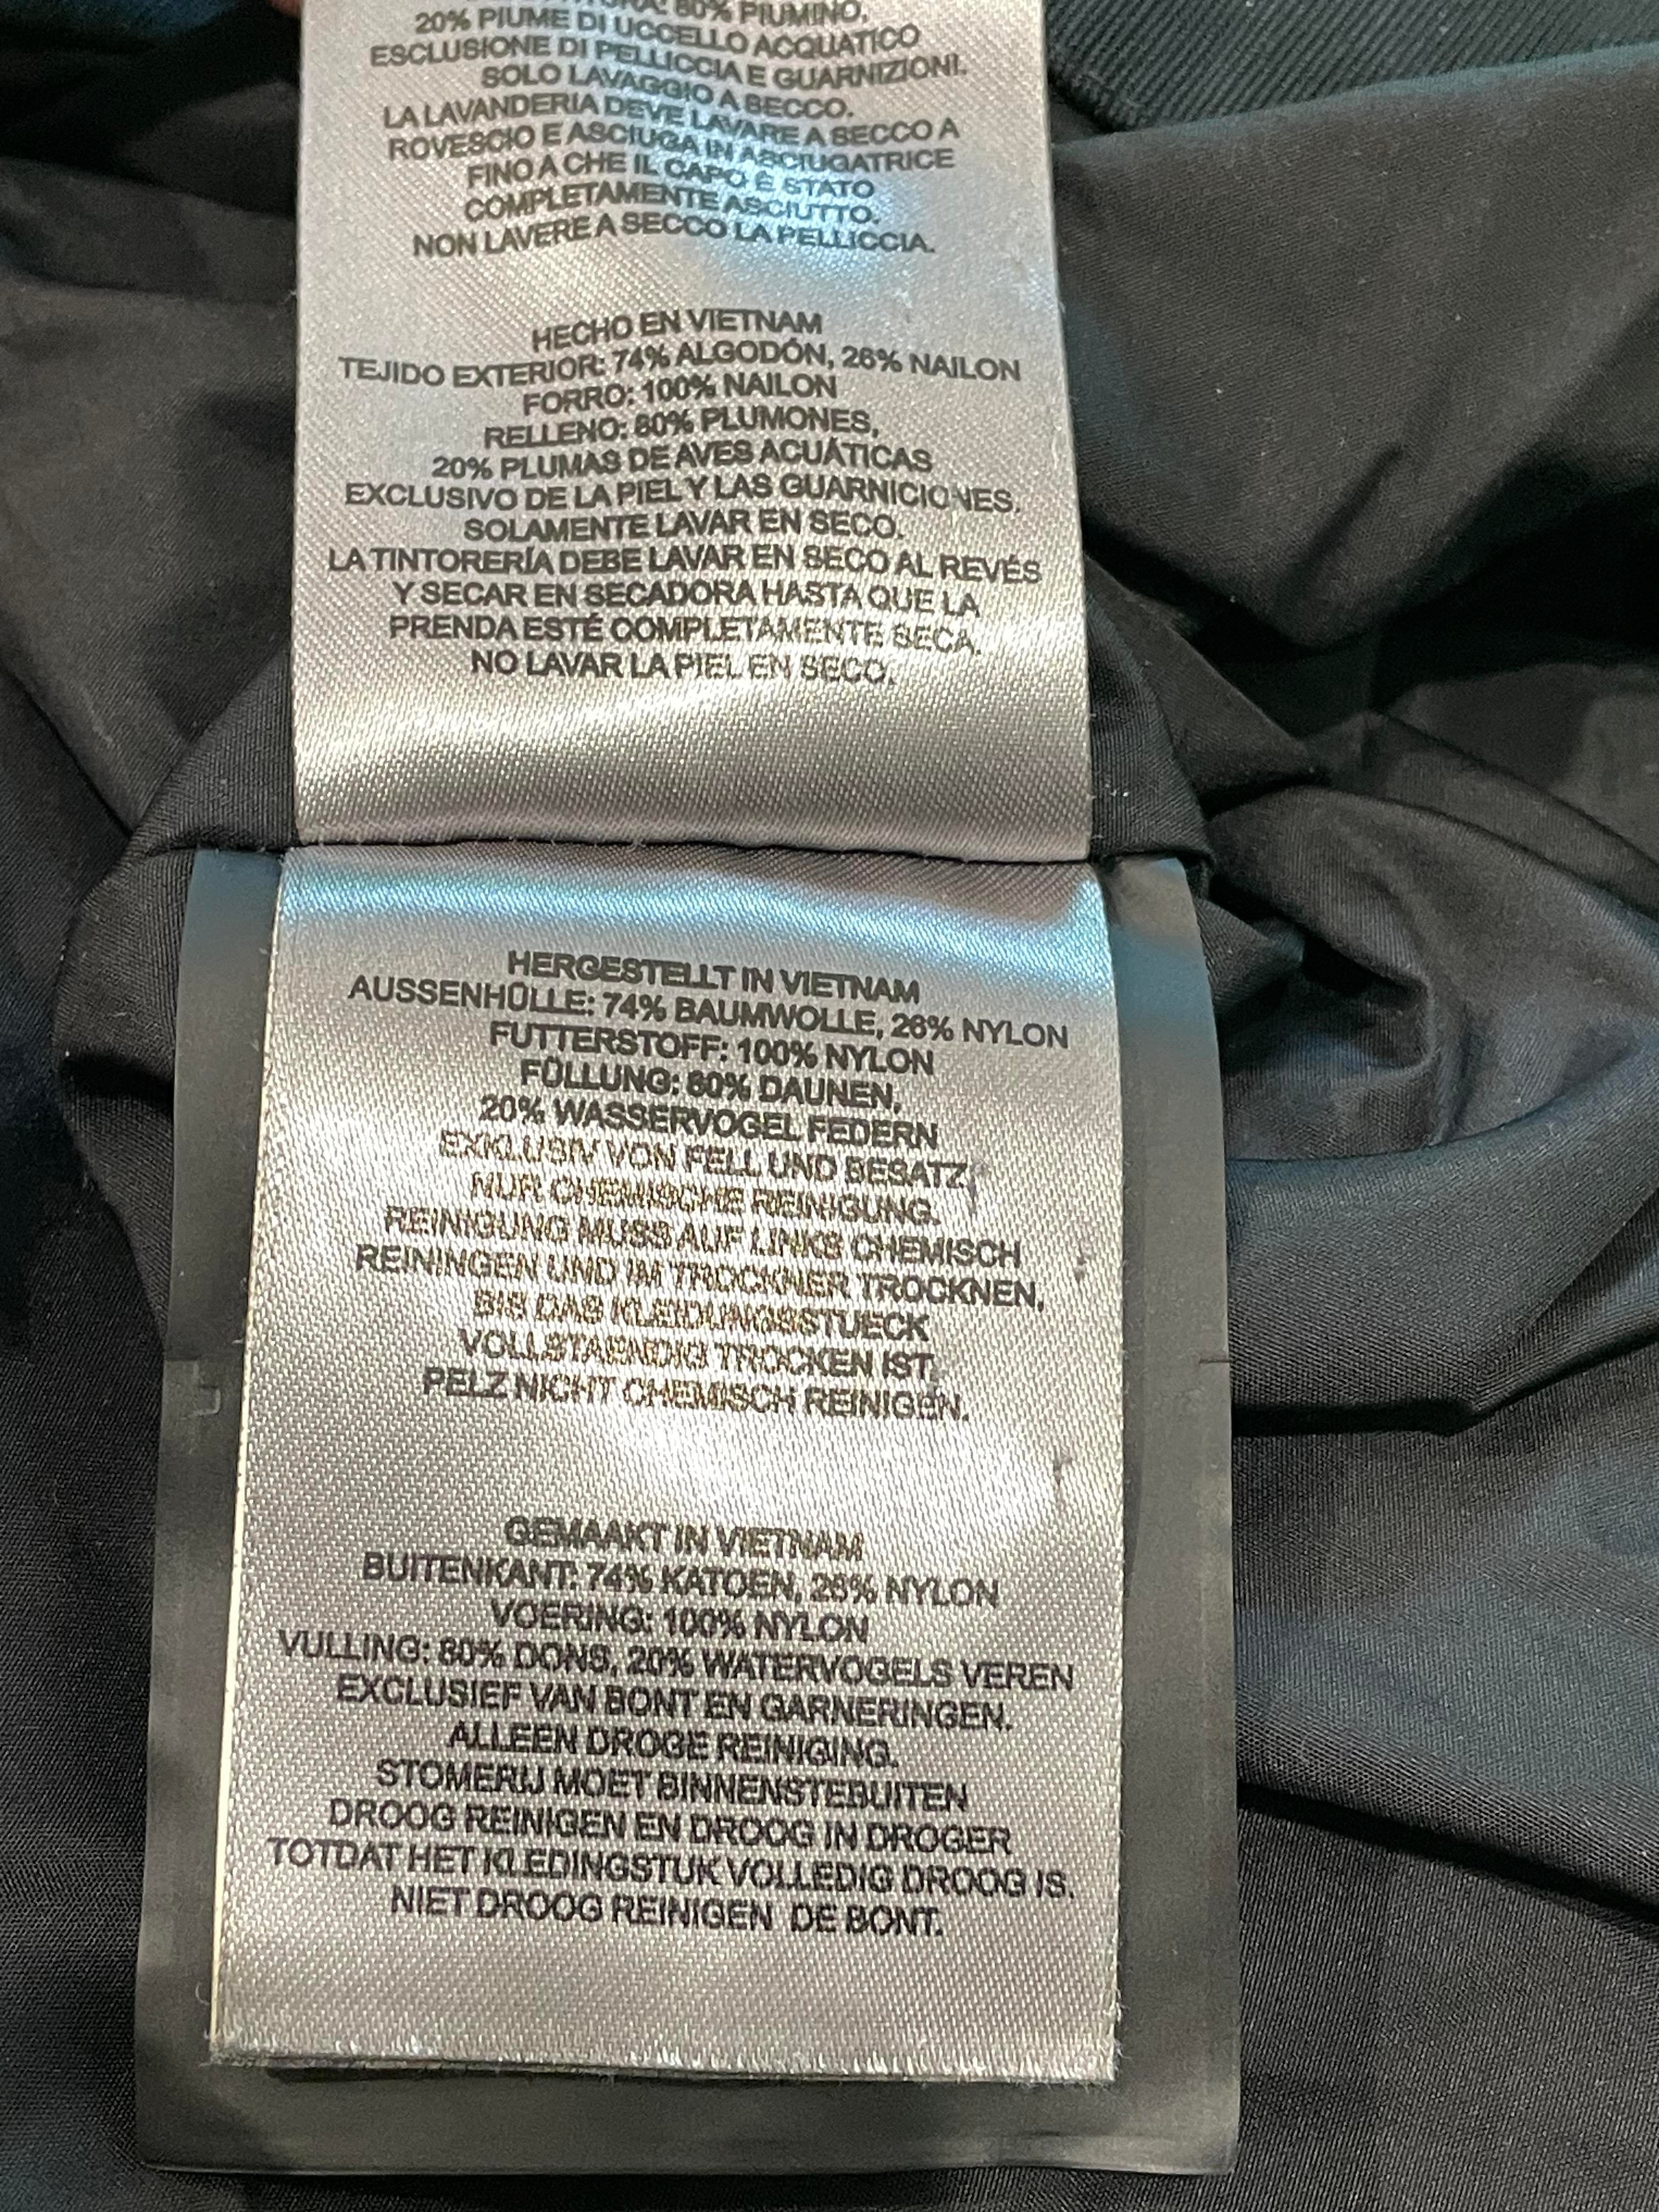 80% PIUMINO,
20% PIUME DI UCCELLO ACQUATICO
ESCLUSIONE DI PELLICCIA E GUARNIZIONI.
SOLO LAVAGGIO A SECCO.
LA LAVANDERIA DEVE LAVARE A SECCO A
ROVESCIO E ASCIUGA IN ASCIUGATRICE
FINO A CHE IL CAPO È STATO
COMPLETAMENTE ASCIUTTO.
NON LAVERE A SECCO LA PELLICCIA.
HECHO EN VIETNAM
TEJIDO EXTERIOR: 74% ALGODÓN, 26% NAILON
FORRO: 100% NAILON
RELLENO: 80% PLUMONES,
20% PLUMAS DE AVES ACUÁTICAS
EXCLUSIVO DE LA PIEL Y LAS GUARNICIONES.
SOLAMENTE LAVAR EN SECO.
LA TINTORERÍA DEBE LAVAR EN SECO AL REVÉS
Y SECAR EN SECADORA HASTA QUE LA
PRENDA ESTÉ COMPLETAMENTE SECA.
NO LAVAR LA PIEL EN SECO.
HERGESTELLT IN VIETNAM
AUSSENHÜLLE: 74% BAUMWOLLE, 26% NYLON
FUTTERSTOFF: 100% NYLON
FÜLLUNG: 80% DAUNEN,
20% WASSERVOGEL FEDERN
EXKLUSIV VON FELL UND BESATZ,
NUR CHEMISCHE REINIGUNG.
REINIGUNG MUSS AUF LINKS CHEMISCH
REININGEN UND IM TROCKNER TROCKNEN,
BIS DAS KLEIDUNGSSTUECK
VOLLSTAENDIG TROCKEN IST.
PELZ NICHT CHEMISCH REINIGEN.
GEMAAKT IN VIETNAM
BUITENKANT: 74% KATOEN, 26% NYLON
VOERING: 100% NYLON
VULLING: 80% DONS, 20% WATERVOGELS VEREN
EXCLUSIEF VAN BONT EN GARNERINGEN.
ALLEEN DROGE REINIGING.
STOMERIJ MOET BINNENSTEBUITEN
DROOG REINIGEN EN DROOG IN DROGER
TOTDAT HET KLEDINGSTUK VOLLEDIG DROOG IS.
NIET DROOG REINIGEN DE BONT.